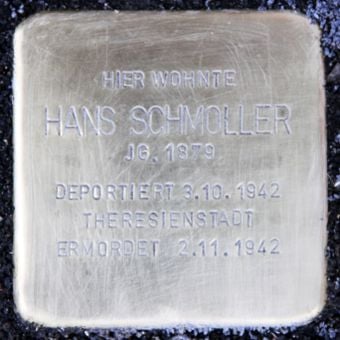 HIER WOHNTE
HANS SCHMOLLER
JG. 1879
DEPORTIERT 3.10.1942
THERESIENSTADT
ERMORDET 2.11.1942